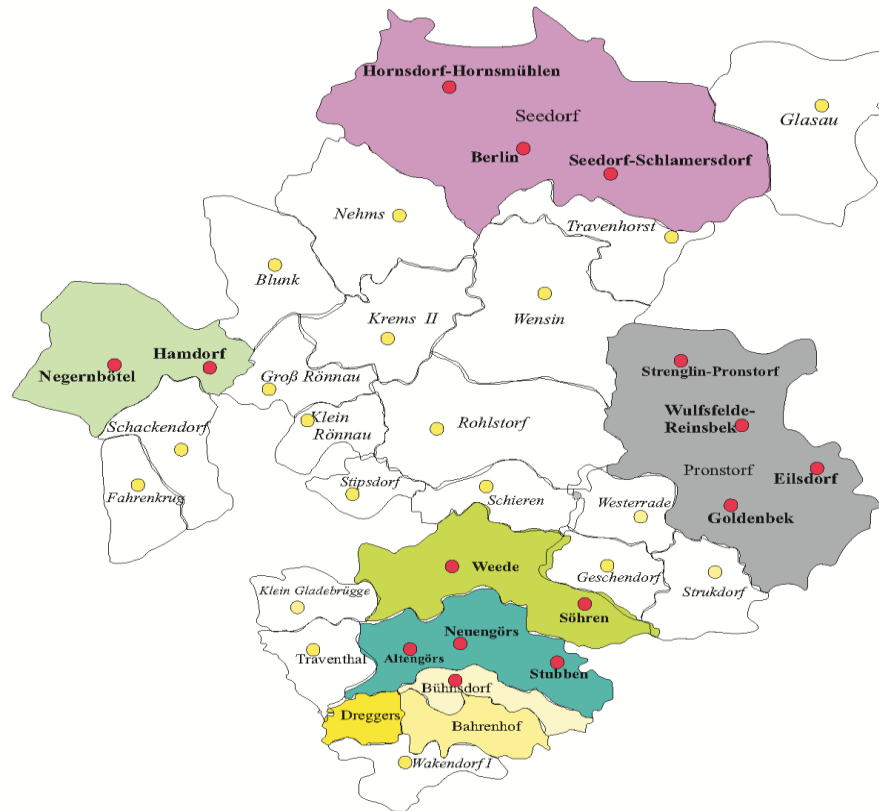 Hornsdorf-Hornsmühlen
Seedorf
Glasau
Berlin
Seedorf-Schlamersdorf
Nehms
Travenhorst
Blunk
Krems II
Wensin
Hamdorf
Negernbötel
Groß Rönnau
Strenglin-Pronstorf
Schackendorf
Klein
Rönnau
Rohlstorf
Wulfsfelde-
Reinsbek
Pronstorf
Eilsdorf
Fahrenkrug
Stipsdorf
Schieren
Westerrade
Goldenbek
Weede
Geschendorf
Strukdorf
Klein Gladebrügge
Söhren
Neuengörs
Traventhal
Altengörs
Stubben
Bühnsdorf
Dreggers
Bahrenhof
Wakendorf I